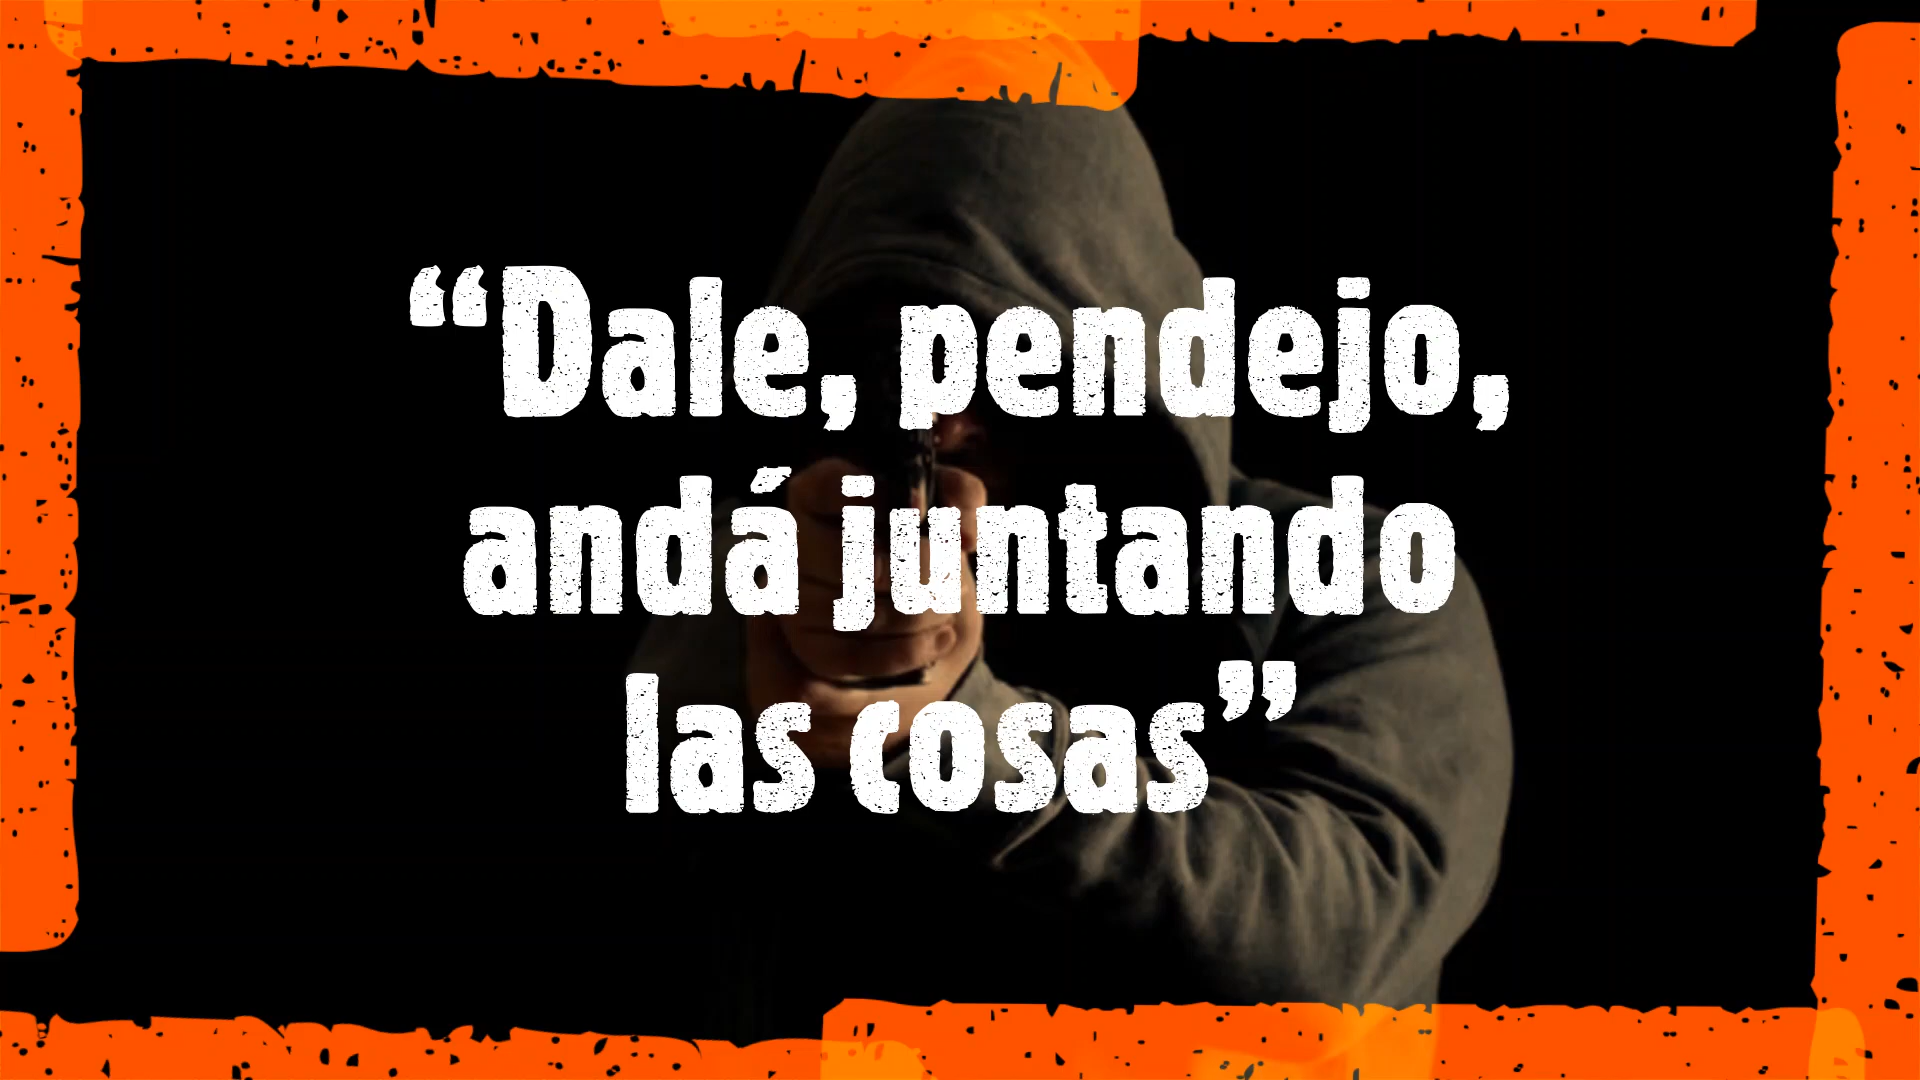 “Dale, pendejo,
andá juntando
las cosas”